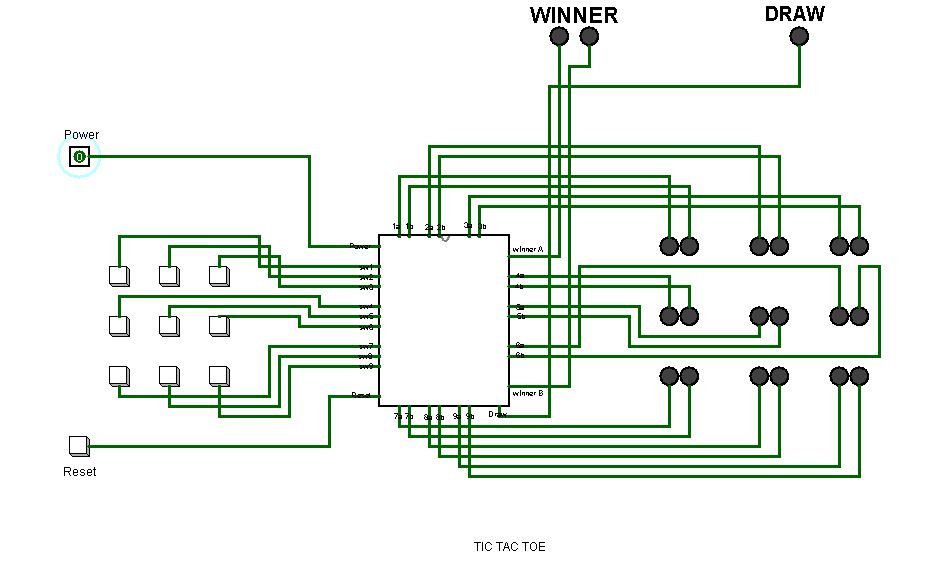 WINNER
DRAW
Power
0
1a 1b 2a 2b 3a 3b
Power
winner A
sw1
sw2
sw3
4a
4b
sw4
sw5
sw6
5a
5b
sw7
sw8
sw9
6a
6b
Reset
winner B
7a 7b 8a 8b 9a 9b Draw
Reset
TIC TAC TOE